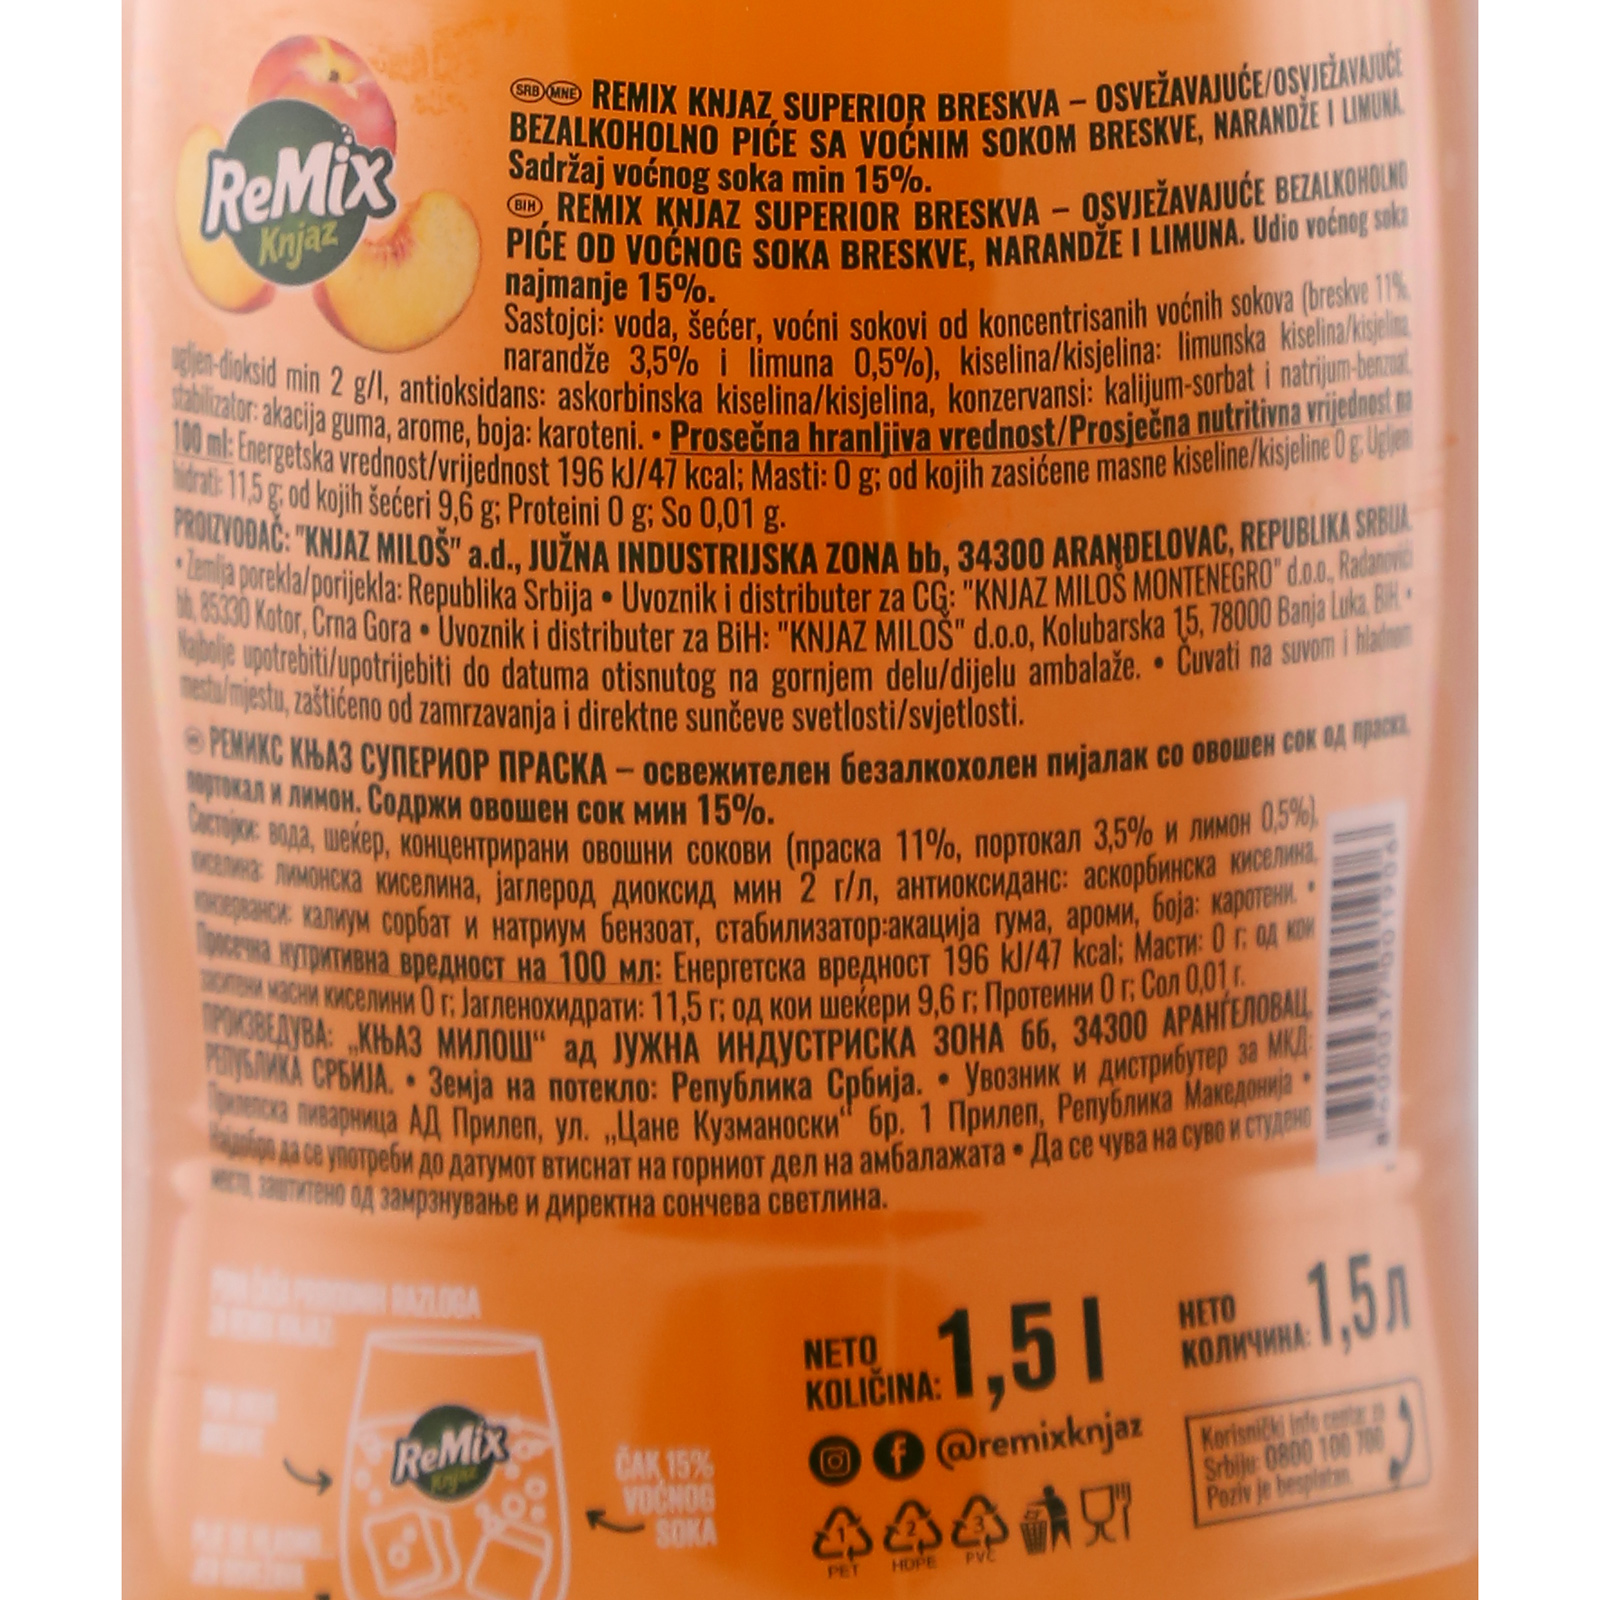 ReMix
Knjaz
SRB MNE REMIX KNJAZ SUPERIOR BRESKVA – OSVEŽAVAJUĆE/OSVJEŽAVAJUĆE
BEZALKOHOLNO PIĆE SA VOĆNIM SOKOM BRESKVE, NARANDŽE I LIMUNA.
Sadržaj voćnog soka min 15%.
BIH REMIX KNJAZ SUPERIOR BRESKVA – OSVJEŽAVAJUĆE BEZALKOHOLNO
PIĆE OD VOĆNOG SOKA BRESKVE, NARANDŽE I LIMUNA. Udio voćnog soka
najmanje 15%.
Sastojci: voda, šećer, voćni sokovi od koncentrisanih voćnih sokova (breskve 11%,
narandže 3,5% i limuna 0,5%), kiselina/kisjelina: limunska kiselina/kisjelina,
ugljen-dioksid min 2 g/l, antioksidans: askorbinska kiselina/kisjelina, konzervansi: kalijum-sorbat i natrijum-benzoat,
stabilizator: akacija guma, arome, boja: karoteni. • Prosečna hranljiva vrednost/Prosječna nutritivna vrijednost na
100 ml: Energetska vrednost/vrijednost 196 kJ/47 kcal; Masti: 0 g; od kojih zasićene masne kiseline/kisjeline 0 g; Ugljeni
hidrati: 11,5 g; od kojih šećeri 9,6 g; Proteini 0 g; So 0,01 g.
PROIZVOĐAČ: "KNJAZ MILOŠ" a.d., JUŽNA INDUSTRIJSKA ZONA bb, 34300 ARANĐELOVAC, REPUBLIKA SRBIJA.
• Zemlja porekla/porijekla: Republika Srbija • Uvoznik i distributer za CG: "KNJAZ MILOŠ MONTENEGRO" d.o.o., Radanovići
bb, 85330 Kotor, Crna Gora • Uvoznik i distributer za BiH: "KNJAZ MILOŠ" d.o.o, Kolubarska 15, 78000 Banja Luka, BiH. •
Najbolje upotrebiti/upotrijebiti do datuma otisnutog na gornjem delu/dijelu ambalaže. • Čuvati na suvom i hladnom
mestu/mjestu, zaštićeno od zamrzavanja i direktne sunčeve svetlosti/svjetlosti.
РЕМИКС КЊАЗ СУПЕРИОР ПРАСКА – освежителен безалкохолен пијалак со овошен сок од праска,
портокал и лимон. Содржи овошен сок мин 15%.
Состојки: вода, шеќер, концентрирани овошни сокови (праска 11%, портокал 3,5% и лимон 0,5%),
киселина: лимонска киселина, јаглерод диоксид мин 2 г/л, антиоксиданс: аскорбинска киселина,
конзерванси: калиум сорбат и натриум бензоат, стабилизатор:акација гума, ароми, боја: каротени. •
Просечна нутритивна вредност на 100 мл: Енергетска вредност 196 kJ/47 kcal; Масти: 0 г; од кои
заситени масни киселини 0 г; Јагленохидрати: 11,5 г; од кои шеќери 9,6 г; Протеини 0 г; Сол 0,01 г.
ПРОИЗВЕДУВА: „КЊАЗ МИЛОШ“ ад ЈУЖНА ИНДУСТРИСКА ЗОНА бб, 34300 АРАНЃЕЛОВАЦ,
РЕПУБЛИКА СРБИЈА. • Земја на потекло: Република Србија. • Увозник и дистрибутер за МКД:
Прилепска пиварница АД Прилеп, ул. „Цане Кузманоски“ бр. 1 Прилеп, Република Македонија •
Најдобро да се употреби до датумот втиснат на горниот дел на амбалажата • Да се чува на суво и студено
место, заштитено од замрзнување и директна сончева светлина.
NETO
KOLIČINA: 1,5 l
НЕТО
КОЛИЧИНА: 1,5 л
@remixknjaz
Korisnički info centar za
Srbiju: 0800 100 700
Poziv je besplatan.
ReMix
Knjaz
ČAK 15%
VOĆNOG
SOKA
1 2 3
PET HDPE PVC